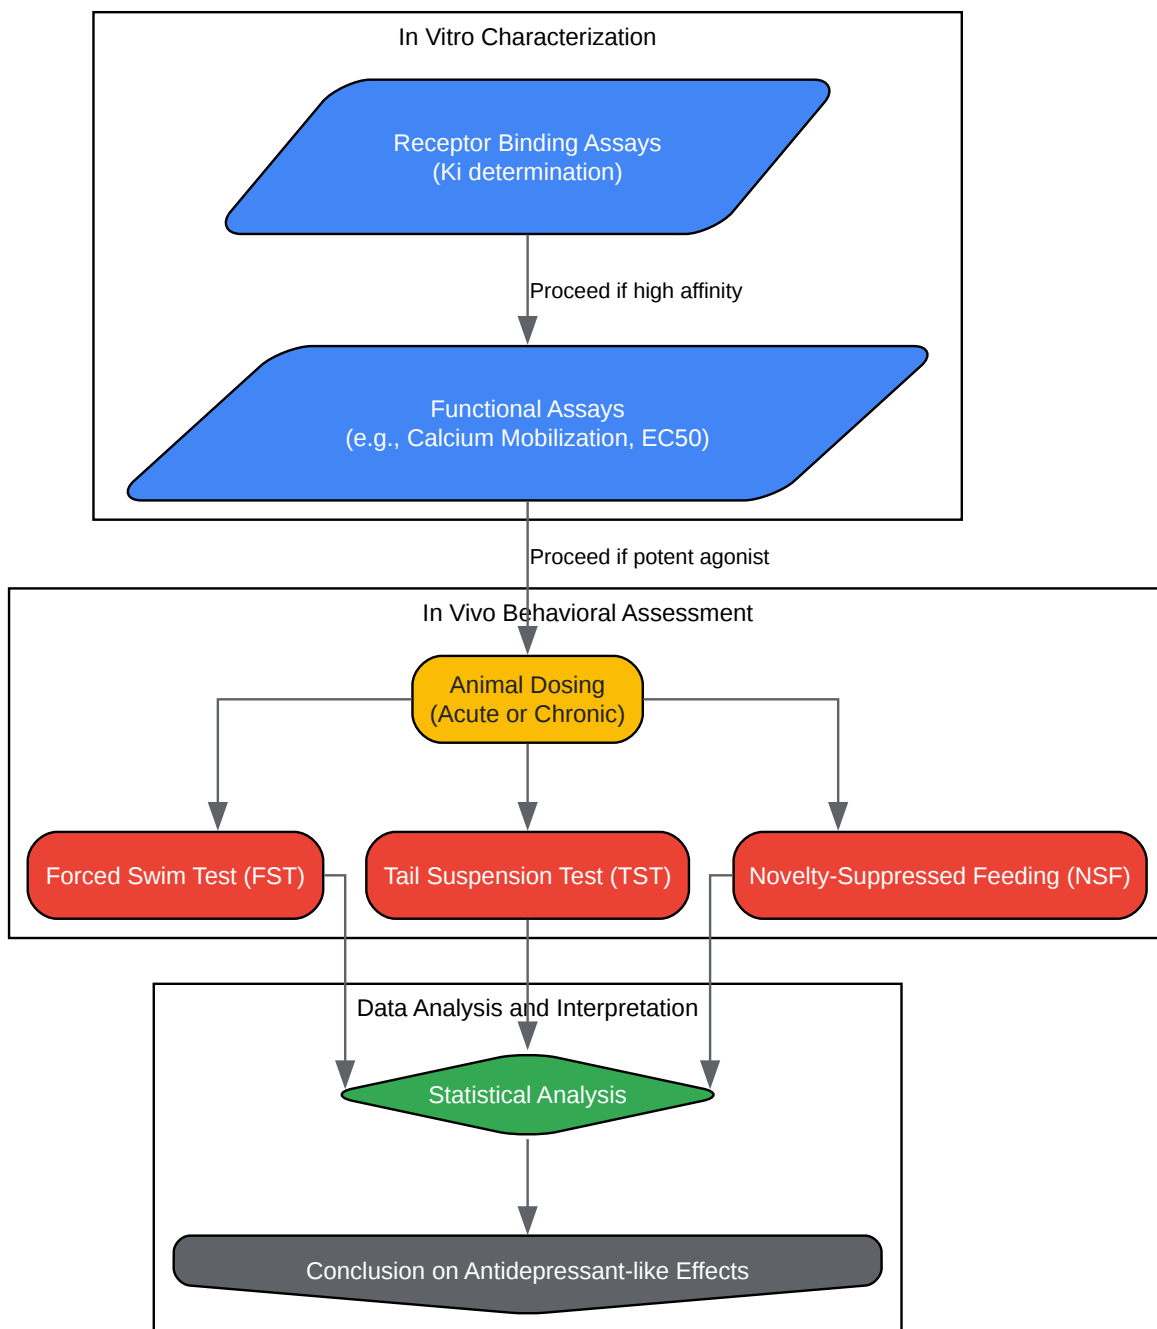 In Vitro Characterization
Receptor Binding Assays
(Ki determination)
Proceed if high affinity
Functional Assays
(e.g., Calcium Mobilization, EC50)
Proceed if potent agonist
In Vivo Behavioral Assessment
Animal Dosing
(Acute or Chronic)
Forced Swim Test (FST)
Tail Suspension Test (TST)
Novelty-Suppressed Feeding (NSF)
Data Analysis and Interpretation
Statistical Analysis
Conclusion on Antidepressant-like Effects